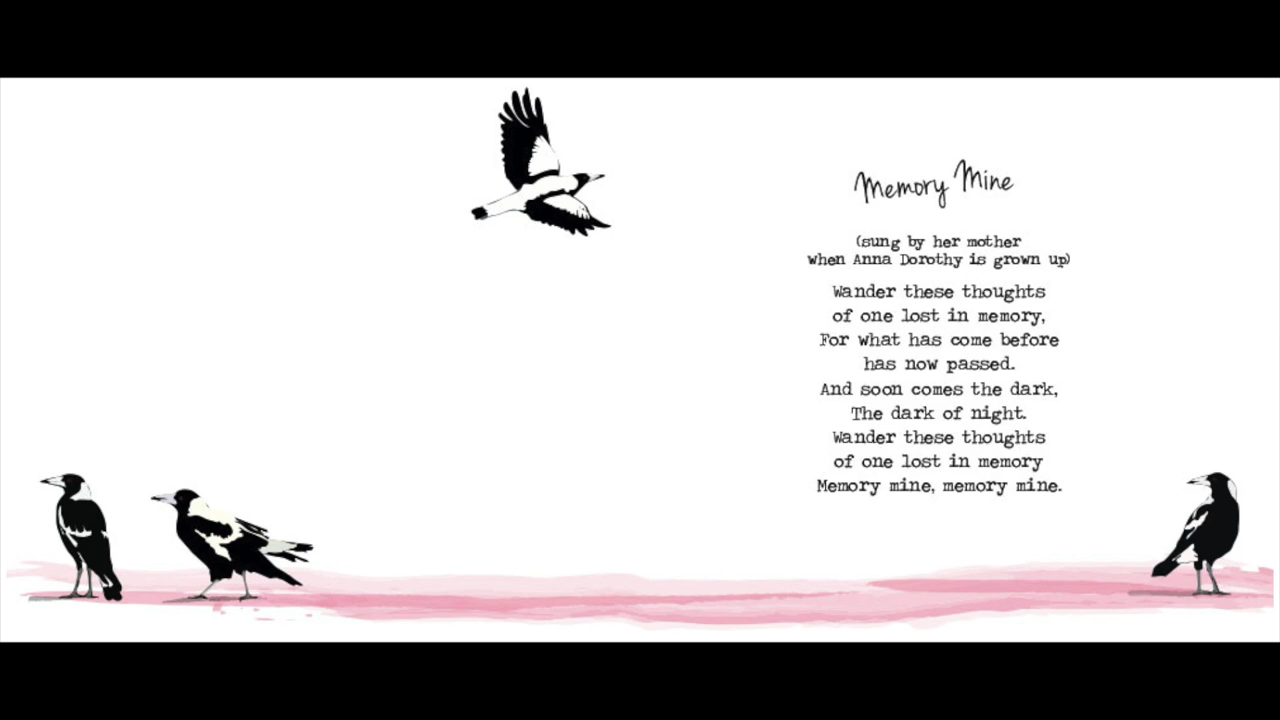 Memory Mine
(sung by her mother
when Anna Dorothy is grown up)
Wander these thoughts
of one lost in memory,
For what has come before
has now passed.
And soon comes the dark,
The dark of night.
Wander these thoughts
of one lost in memory
Memory mine, memory mine.